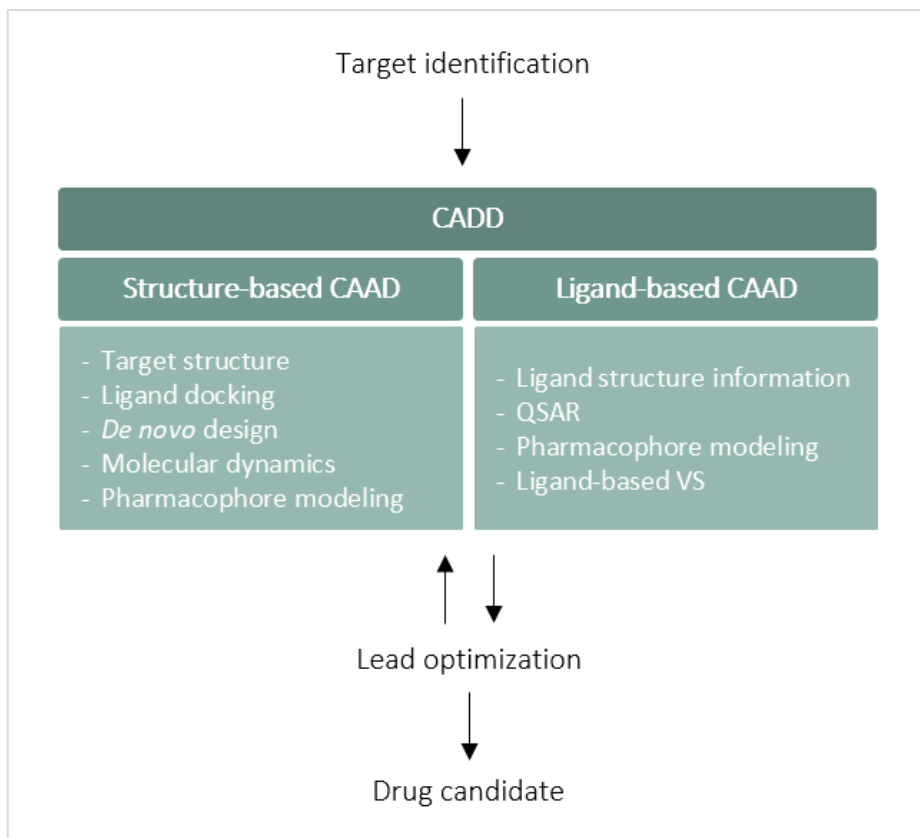 Target identification
CADD
Structure-based CAAD
Ligand-based CAAD
- Target structure
- Ligand docking
- De novo design
- Molecular dynamics
- Pharmacophore modeling
- Ligand structure information
- QSAR
- Pharmacophore modeling
- Ligand-based VS
Lead optimization
Drug candidate